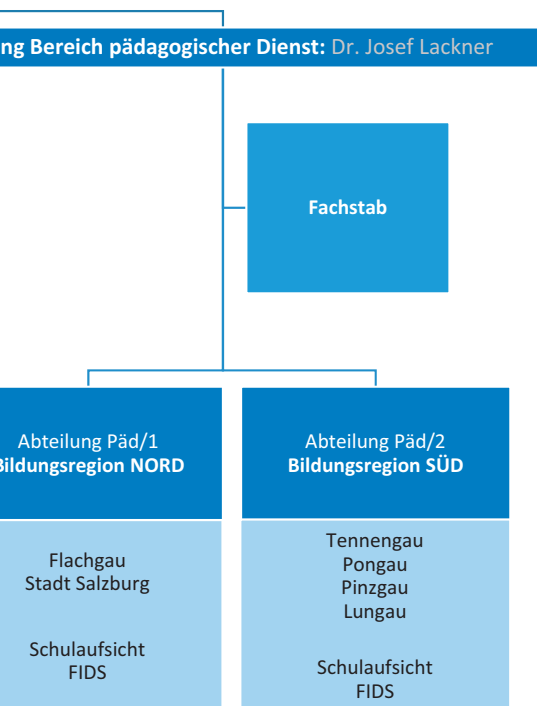 ng Bereich pädagogischer Dienst: Dr. Josef Lackner
Fachstab
Abteilung Päd/1
Bildungsregion NORD
Flachgau
Stadt Salzburg
Schulaufsicht
FIDS
Abteilung Päd/2
Bildungsregion SÜD
Tennengau
Pongau
Pinzgau
Lungau
Schulaufsicht
FIDS